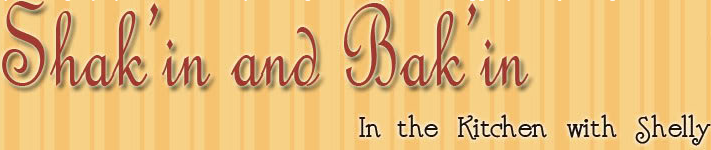 Shak'in and Bak'in
In the Kitchen with Shelly